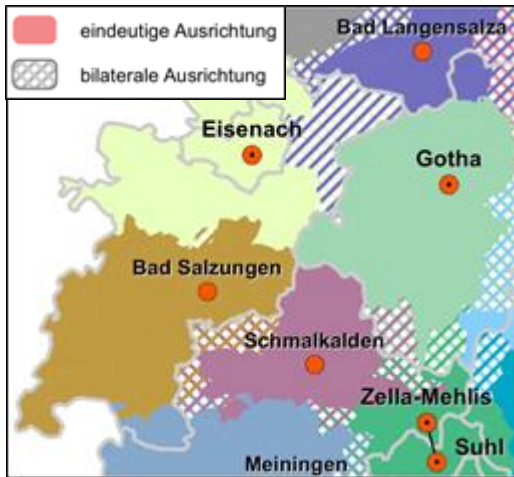 eindeutige Ausrichtung
bilaterale Ausrichtung
Bad Langensalza
Eisenach
Gotha
Bad Salzungen
Schmalkalden
Zella-Mehlis
Suhl
Meiningen